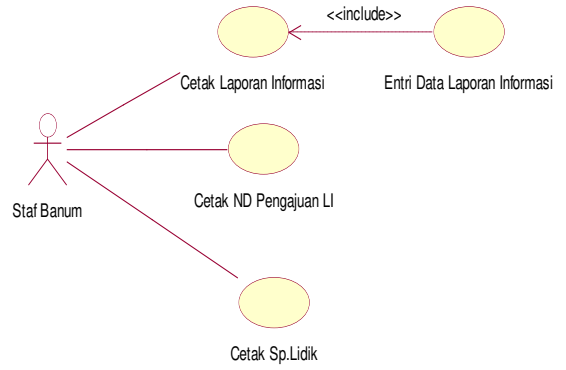 <<include>>
Cetak Laporan Informasi
Entri Data Laporan Informasi
Staf Banum
Cetak ND Pengajuan LI
Cetak Sp.Lidik